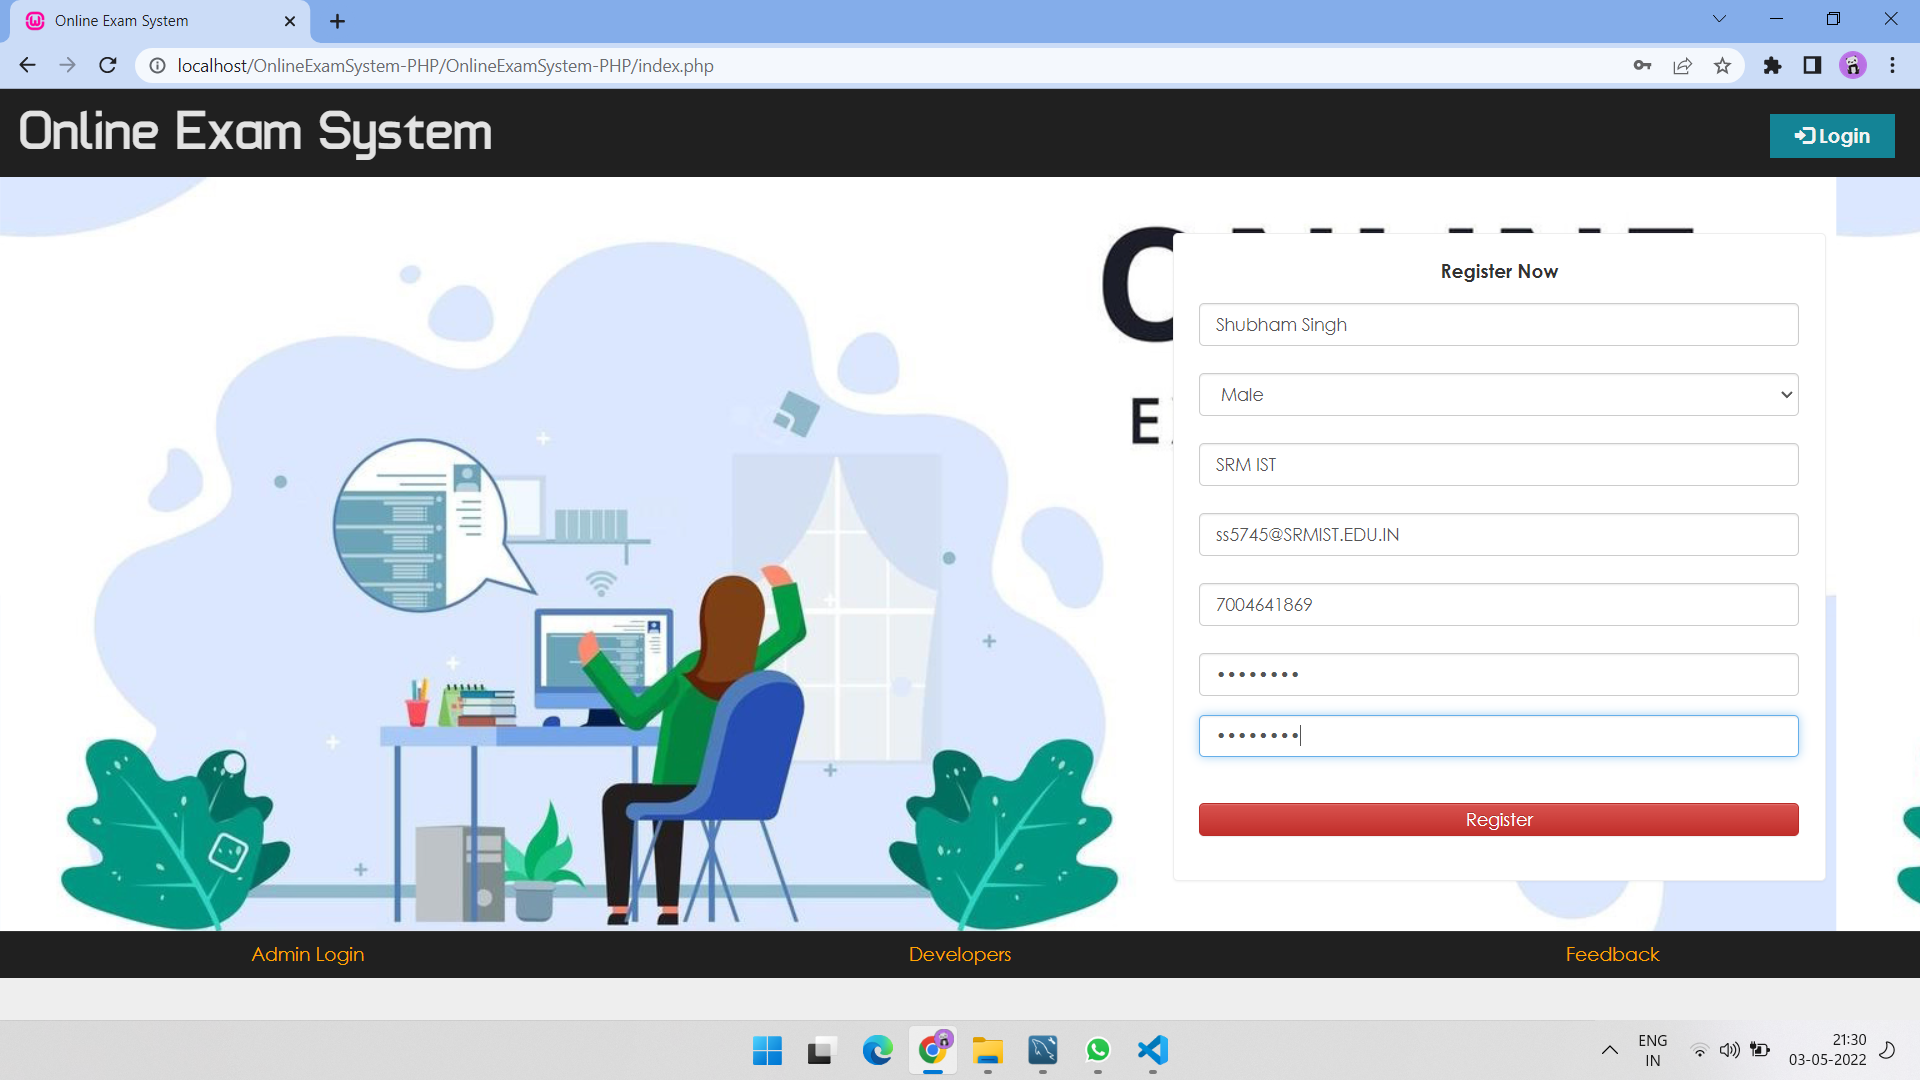 Online Exam System
localhost/OnlineExamSystem-PHP/OnlineExamSystem-PHP/index.php
Online Exam System
Login
Register Now
Shubham Singh
Male
SRM IST
ss5745@SRMIST.EDU.IN
7004641869
••••••••
••••••••
Register
Admin Login
Developers
Feedback
ENG
IN
21:30
03-05-2022